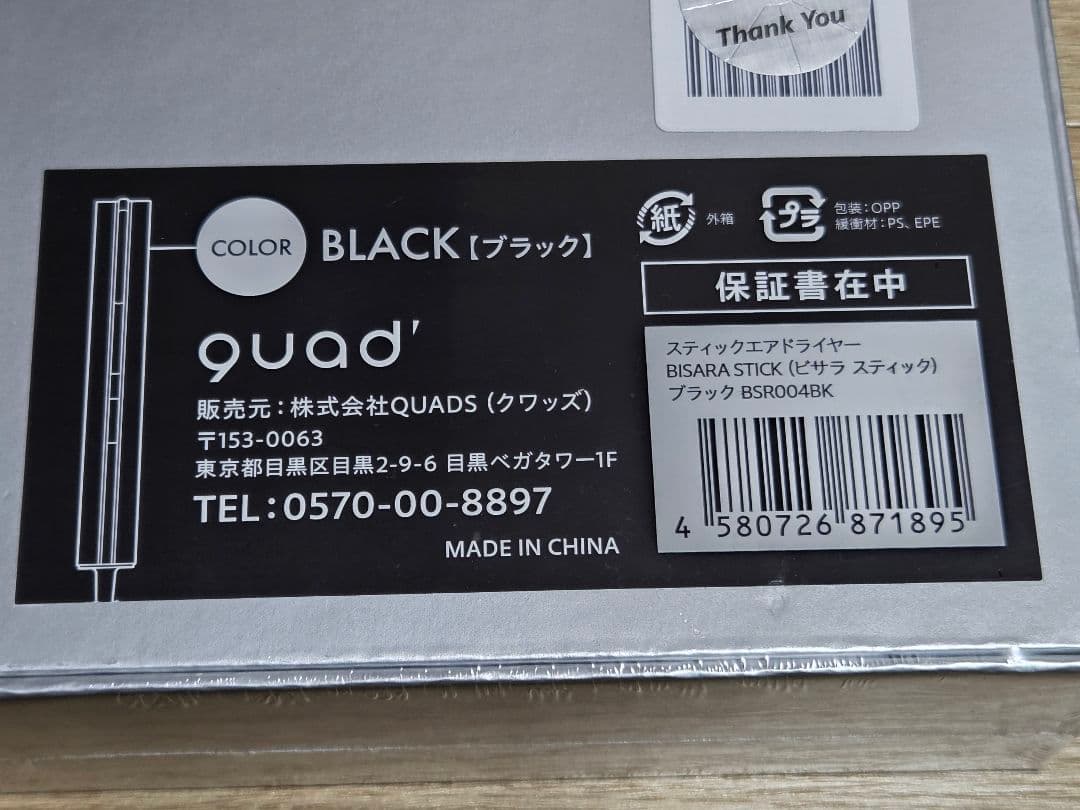 Thank You
COLOR BLACK【ブラック】
quad'
販売元：株式会社QUADS（クワッズ）
〒153-0063
東京都目黒区目黒2-9-6 目黒ベガタワー1F
TEL：0570-00-8897
MADE IN CHINA
紙 外箱
プラ 包装：OPP
緩衝材：PS、EPE
保証書在中
スティックエアドライヤー
BISARA STICK（ビサラ スティック）
ブラック BSR004BK
4 580726 871895